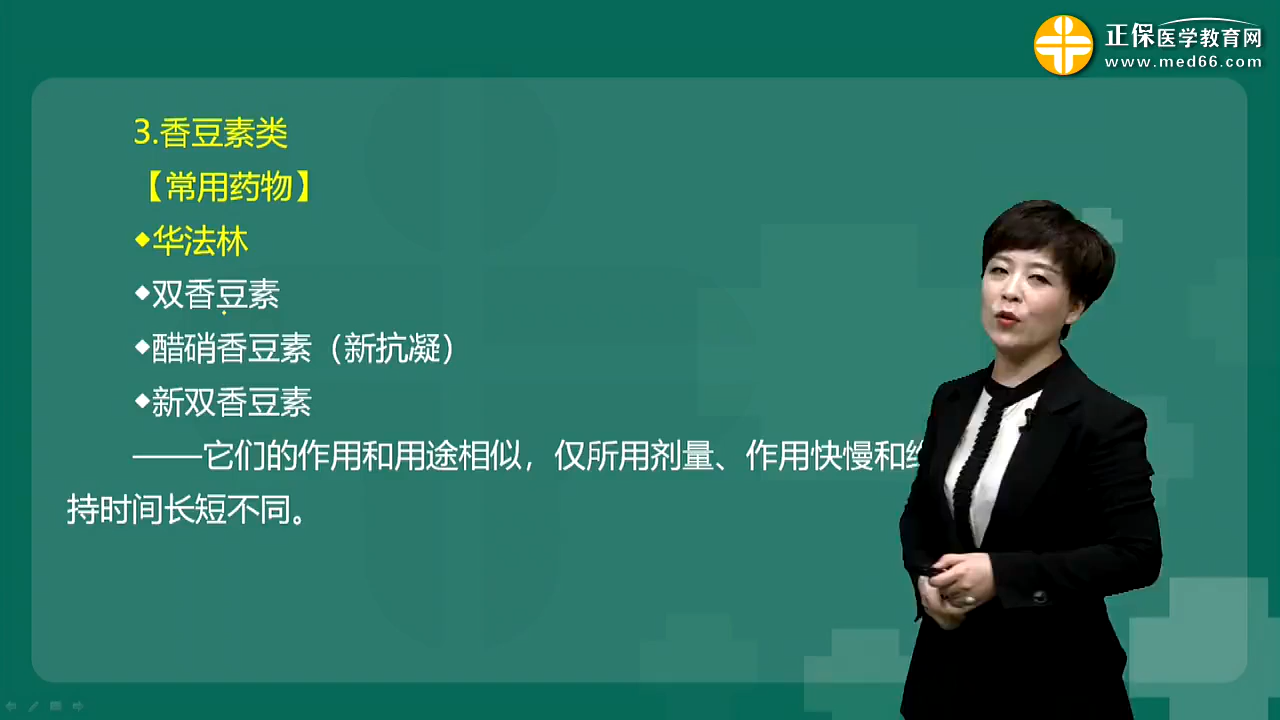 正保医学教育网
www.med66.com
3.香豆素类
【常用药物】
◆华法林
◆双香豆素
◆醋硝香豆素（新抗凝）
◆新双香豆素
——它们的作用和用途相似，仅所用剂量、作用快慢和
持时间长短不同。